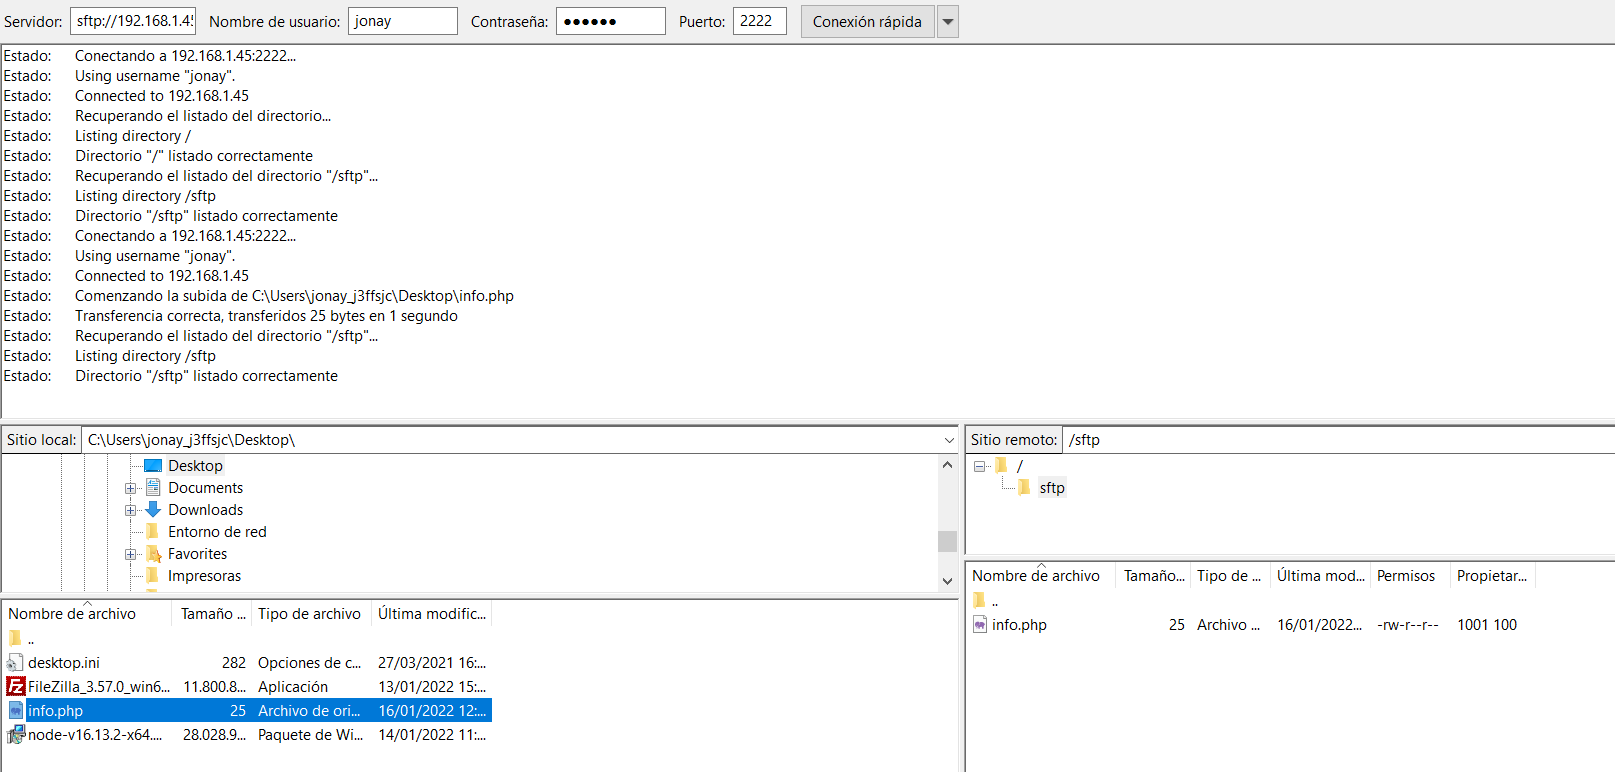 Servidor: sftp://192.168.1.4 Nombre de usuario: jonay Contraseña: ●●●●●● Puerto: 2222 Conexión rápida
Estado: Conectando a 192.168.1.45:2222...
Estado: Using username "jonay".
Estado: Connected to 192.168.1.45
Estado: Recuperando el listado del directorio...
Estado: Listing directory /
Estado: Directorio "/" listado correctamente
Estado: Recuperando el listado del directorio "/sftp"...
Estado: Listing directory /sftp
Estado: Directorio "/sftp" listado correctamente
Estado: Conectando a 192.168.1.45:2222...
Estado: Using username "jonay".
Estado: Connected to 192.168.1.45
Estado: Comenzando la subida de C:\Users\jonay_j3ffsjc\Desktop\info.php
Estado: Transferencia correcta, transferidos 25 bytes en 1 segundo
Estado: Recuperando el listado del directorio "/sftp"...
Estado: Listing directory /sftp
Estado: Directorio "/sftp" listado correctamente
Sitio local: C:\Users\jonay_j3ffsjc\Desktop\
Desktop
Documents
Downloads
Entorno de red
Favorites
Impresoras
Nombre de archivo Tamaño ... Tipo de archivo Última modific...
..
desktop.ini 282 Opciones de c... 27/03/2021 16:...
FileZilla_3.57.0_win6... 11.800.8... Aplicación 13/01/2022 15:...
info.php 25 Archivo de ori... 16/01/2022 12:...
node-v16.13.2-x64.... 28.028.9... Paquete de Wi... 14/01/2022 11:...
Sitio remoto: /sftp
/
sftp
Nombre de archivo Tamaño... Tipo de ... Última mod... Permisos Propietar...
..
info.php 25 Archivo ... 16/01/2022... -rw-r--r-- 1001 100